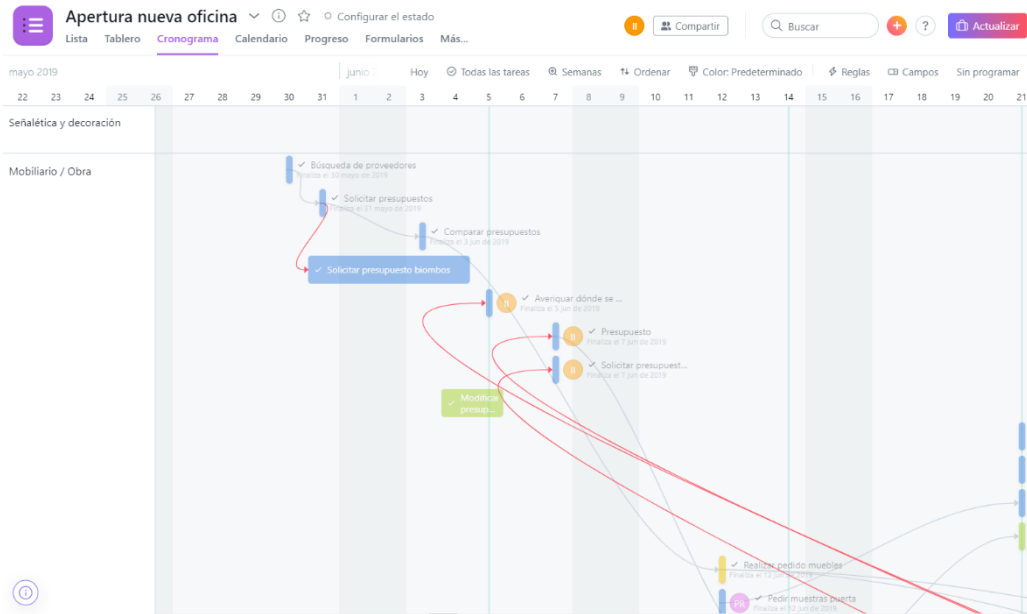 Apertura nueva oficina
Configurar el estado
Lista Tablero Cronograma Calendario Progreso Formularios Más...
II Compartir Buscar + ? Actualizar
mayo 2019 junio Hoy Todas las tareas Semanas Ordenar Color: Predeterminado Reglas Campos Sin programar
22 23 24 25 26 27 28 29 30 31 1 2 3 4 5 6 7 8 9 10 11 12 13 14 15 16 17 18 19 20 21
Señalética y decoración
Mobiliario / Obra
Búsqueda de proveedores
Finaliza el 30 mayo de 2019
Solicitar presupuestos
Finaliza el 31 mayo de 2019
Comparar presupuestos
Finaliza el 3 jun de 2019
Solicitar presupuesto biombos
II Averiguar dónde se ...
Finaliza el 5 jun de 2019
II Presupuesto
Finaliza el 7 jun de 2019
II Solicitar presupuest...
Finaliza el 7 jun de 2019
Modificar
presup...
Realizar pedido muebles
Finaliza el 12 jun de 2019
PR Pedir muestras puerta
Finaliza el 12 jun de 2019